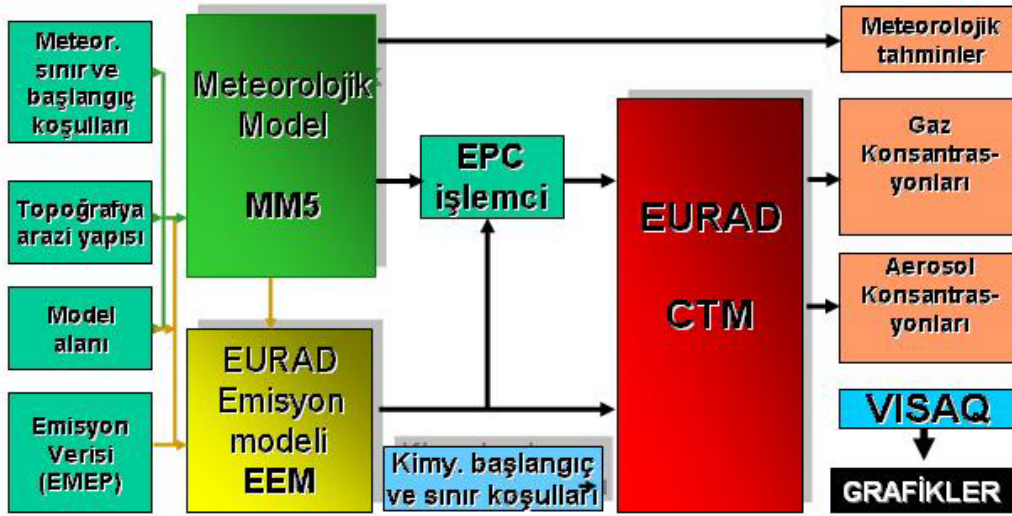 Meteor.
sınır ve
başlangıç
koşulları
Topoğrafya
arazi yapısı
Model
alanı
Emisyon
Verisi
(EMEP)
Meteorolojik
Model
MM5
EURAD
Emisyon
modeli
EEM
EPC
işlemci
Kimy. başlangıç
ve sınır koşulları
EURAD
CTM
Meteorolojik
tahminler
Gaz
Konsantras-
yonları
Aerosol
Konsantras-
yonları
VISAQ
GRAFİKLER